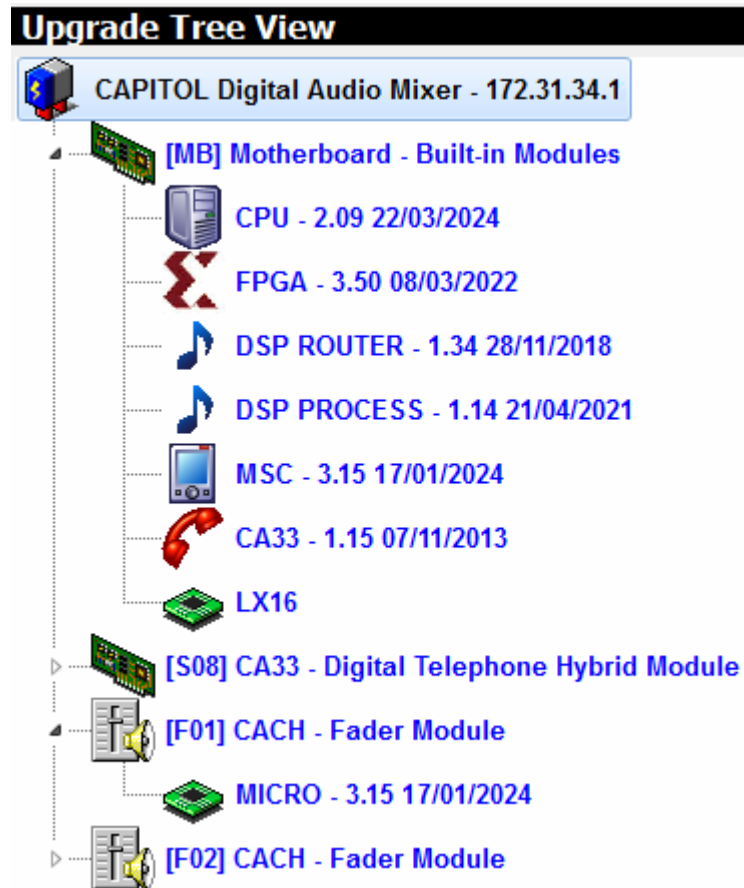 Upgrade Tree View
CAPITOL Digital Audio Mixer - 172.31.34.1
[MB] Motherboard - Built-in Modules
CPU - 2.09 22/03/2024
FPGA - 3.50 08/03/2022
DSP ROUTER - 1.34 28/11/2018
DSP PROCESS - 1.14 21/04/2021
MSC - 3.15 17/01/2024
CA33 - 1.15 07/11/2013
LX16
[S08] CA33 - Digital Telephone Hybrid Module
[F01] CACH - Fader Module
MICRO - 3.15 17/01/2024
[F02] CACH - Fader Module